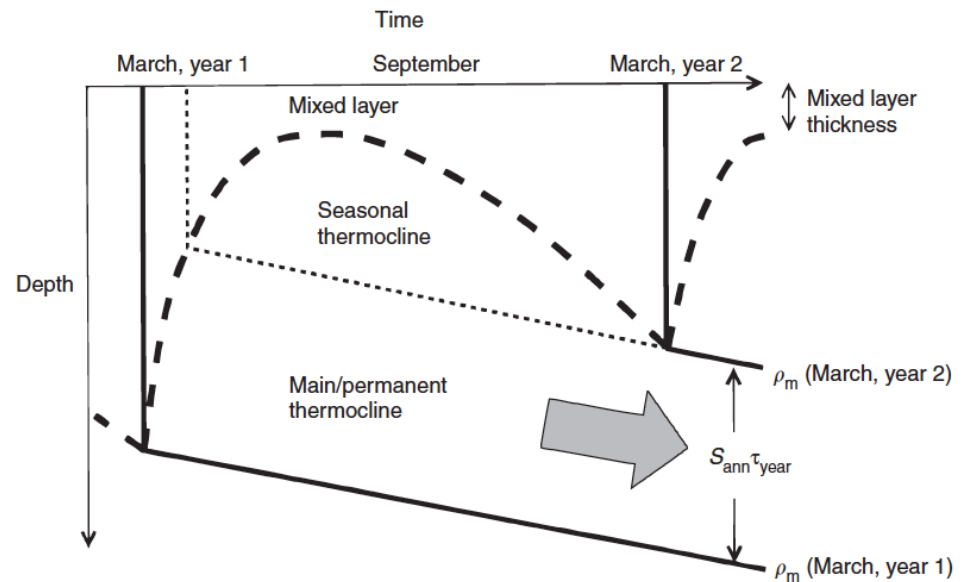 Time
March, year 1
September
March, year 2
Mixed layer
Mixed layer
thickness
Seasonal
thermocline
Depth
ρm (March, year 2)
Main/permanent
thermocline
Sannτyear
ρm (March, year 1)